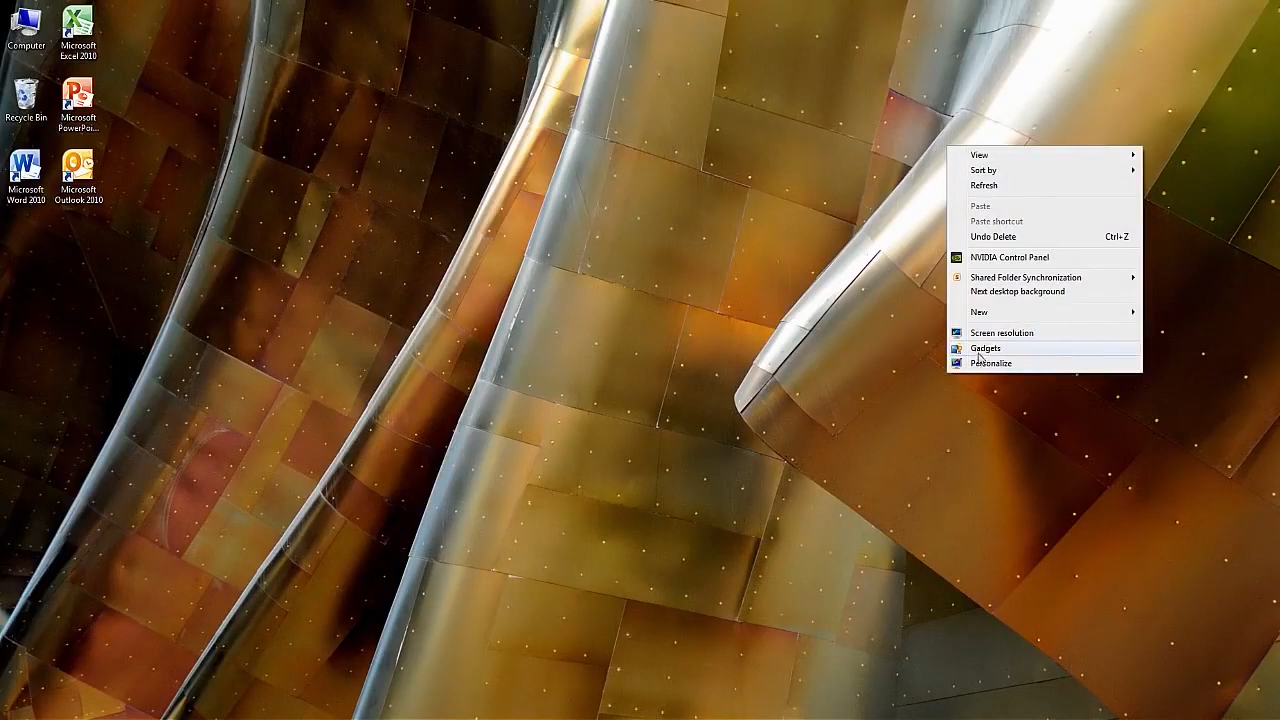 Computer
Microsoft
Excel 2010
Recycle Bin
Microsoft
PowerPoi...
Microsoft
Word 2010
Microsoft
Outlook 2010
View
Sort by
Refresh
Paste
Paste shortcut
Undo Delete Ctrl+Z
NVIDIA Control Panel
Shared Folder Synchronization
Next desktop background
New
Screen resolution
Gadgets
Personalize